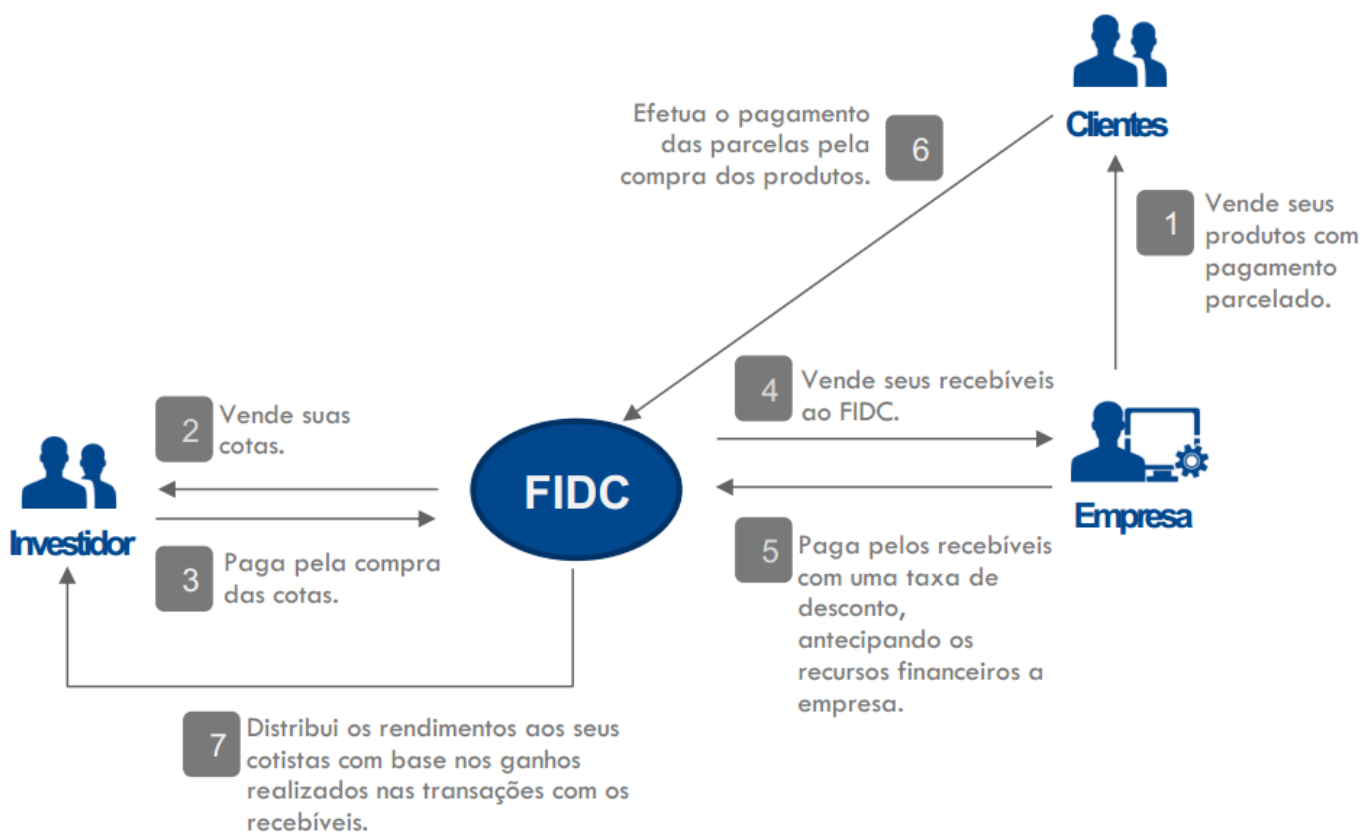 Clientes
Efetua o pagamento
das parcelas pela
compra dos produtos.
6
1
Vende seus
produtos com
pagamento
parcelado.
2
Vende suas
cotas.
4
Vende seus recebíveis
ao FIDC.
Investidor
FIDC
Empresa
3
Paga pela compra
das cotas.
5
Paga pelos recebíveis
com uma taxa de
desconto,
antecipando os
recursos financeiros a
empresa.
7
Distribui os rendimentos aos seus
cotistas com base nos ganhos
realizados nas transações com os
recebíveis.